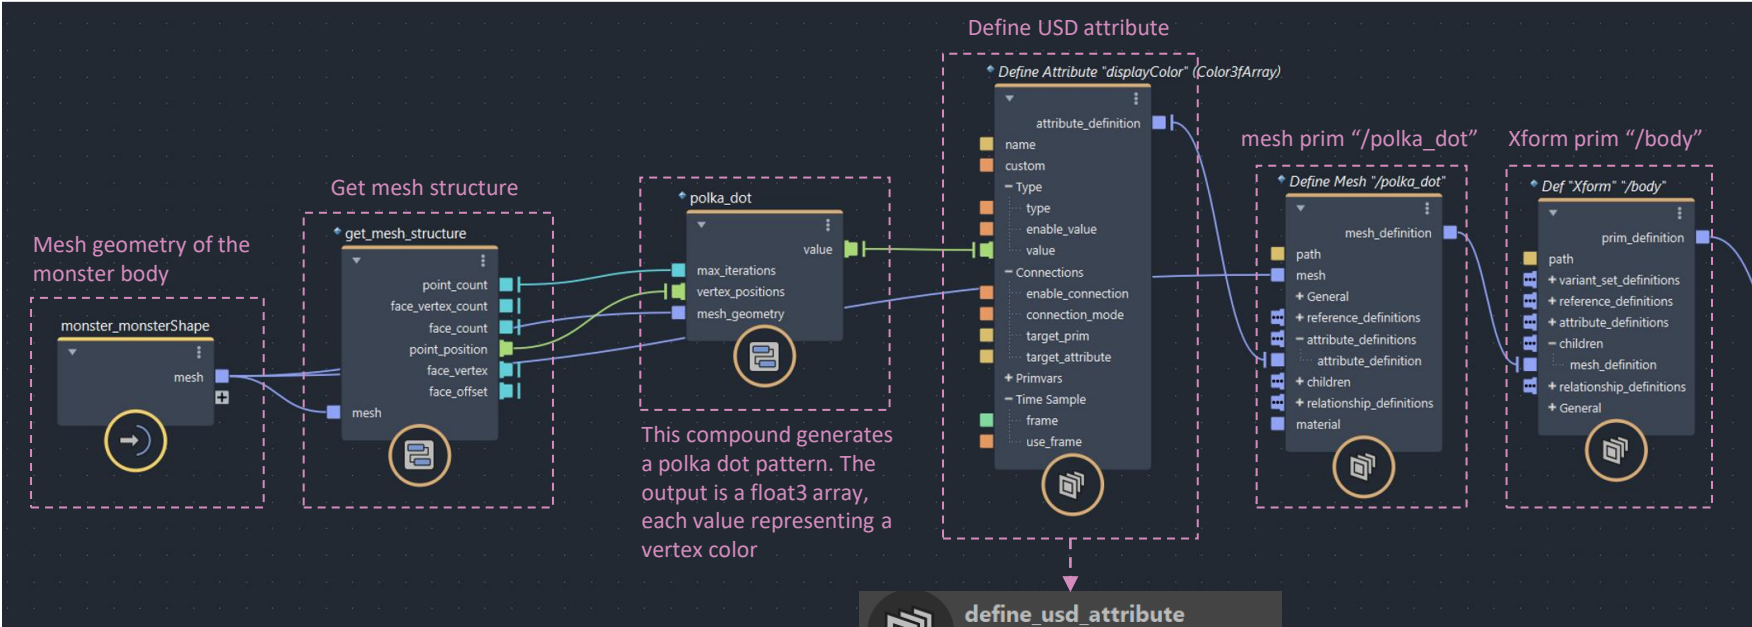 Mesh geometry of the
monster body
monster_monsterShape
mesh
Get mesh structure
get_mesh_structure
point_count
face_vertex_count
face_count
point_position
face_vertex
face_offset
mesh
polka_dot
value
max_iterations
vertex_positions
mesh_geometry
This compound generates
a polka dot pattern. The
output is a float3 array,
each value representing a
vertex color
Define USD attribute
Define Attribute "displayColor" (Color3fArray)
attribute_definition
name
custom
Type
type
enable_value
value
Connections
enable_connection
connection_mode
target_prim
target_attribute
Primvars
Time Sample
frame
use_frame
define_usd_attribute
mesh prim “/polka_dot”
Define Mesh "/polka_dot"
mesh_definition
path
mesh
General
reference_definitions
attribute_definitions
attribute_definition
children
relationship_definitions
material
Xform prim “/body”
Def "Xform" "/body"
prim_definition
path
variant_set_definitions
reference_definitions
attribute_definitions
children
mesh_definition
relationship_definitions
General